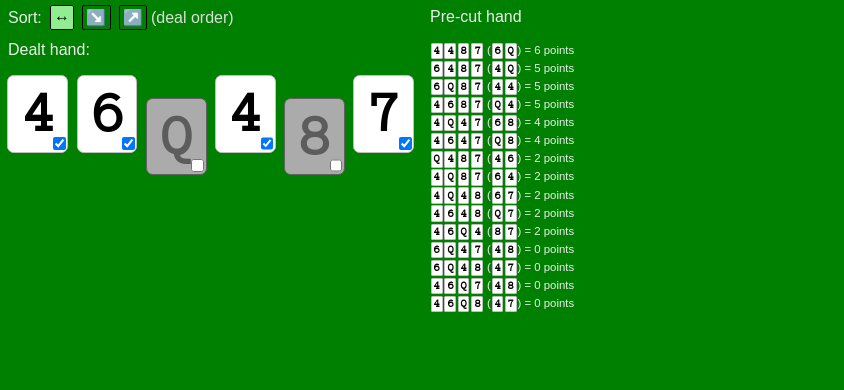 Sort: ↔ ↘ ↗ (deal order)
Dealt hand:
4 6 Q 4 8 7
Pre-cut hand
4 4 8 7 (6 Q) = 6 points
6 4 8 7 (4 Q) = 5 points
6 Q 8 7 (4 4) = 5 points
4 6 8 7 (Q 4) = 5 points
4 Q 4 7 (6 8) = 4 points
4 6 4 7 (Q 8) = 4 points
Q 4 8 7 (4 6) = 2 points
4 Q 8 7 (6 4) = 2 points
4 Q 4 8 (6 7) = 2 points
4 6 4 8 (Q 7) = 2 points
4 6 Q 4 (8 7) = 2 points
6 Q 4 7 (4 8) = 0 points
6 Q 4 8 (4 7) = 0 points
4 6 Q 7 (4 8) = 0 points
4 6 Q 8 (4 7) = 0 points